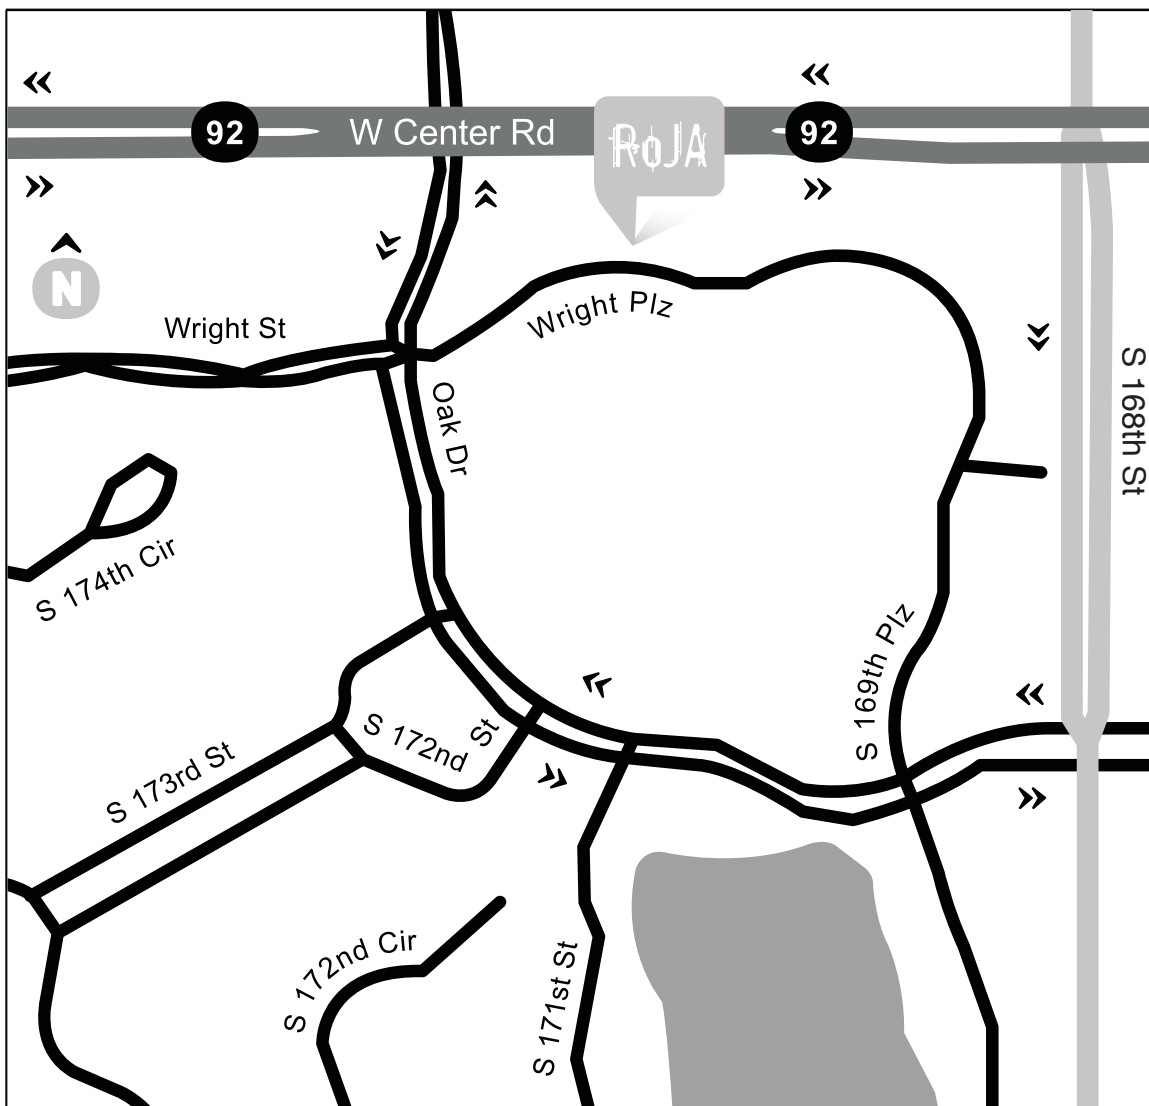 92
W Center Rd
RoJA
92
N
Wright St
Wright Plz
Oak Dr
S 168th St
S 174th Cir
S 169th Plz
S 172nd St
S 173rd St
S 172nd Cir
S 171st St